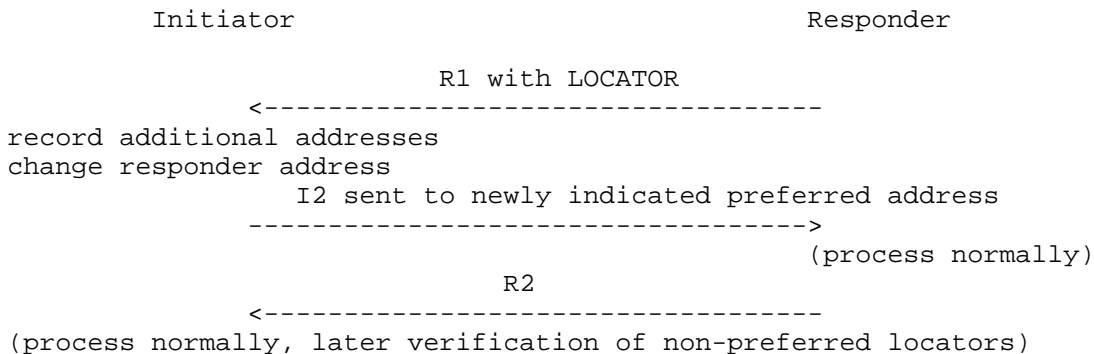 Initiator Responder
R1 with LOCATOR
<-----------------------------------
record additional addresses
change responder address
I2 sent to newly indicated preferred address
----------------------------------->
(process normally)
R2
<-----------------------------------
(process normally, later verification of non-preferred locators)